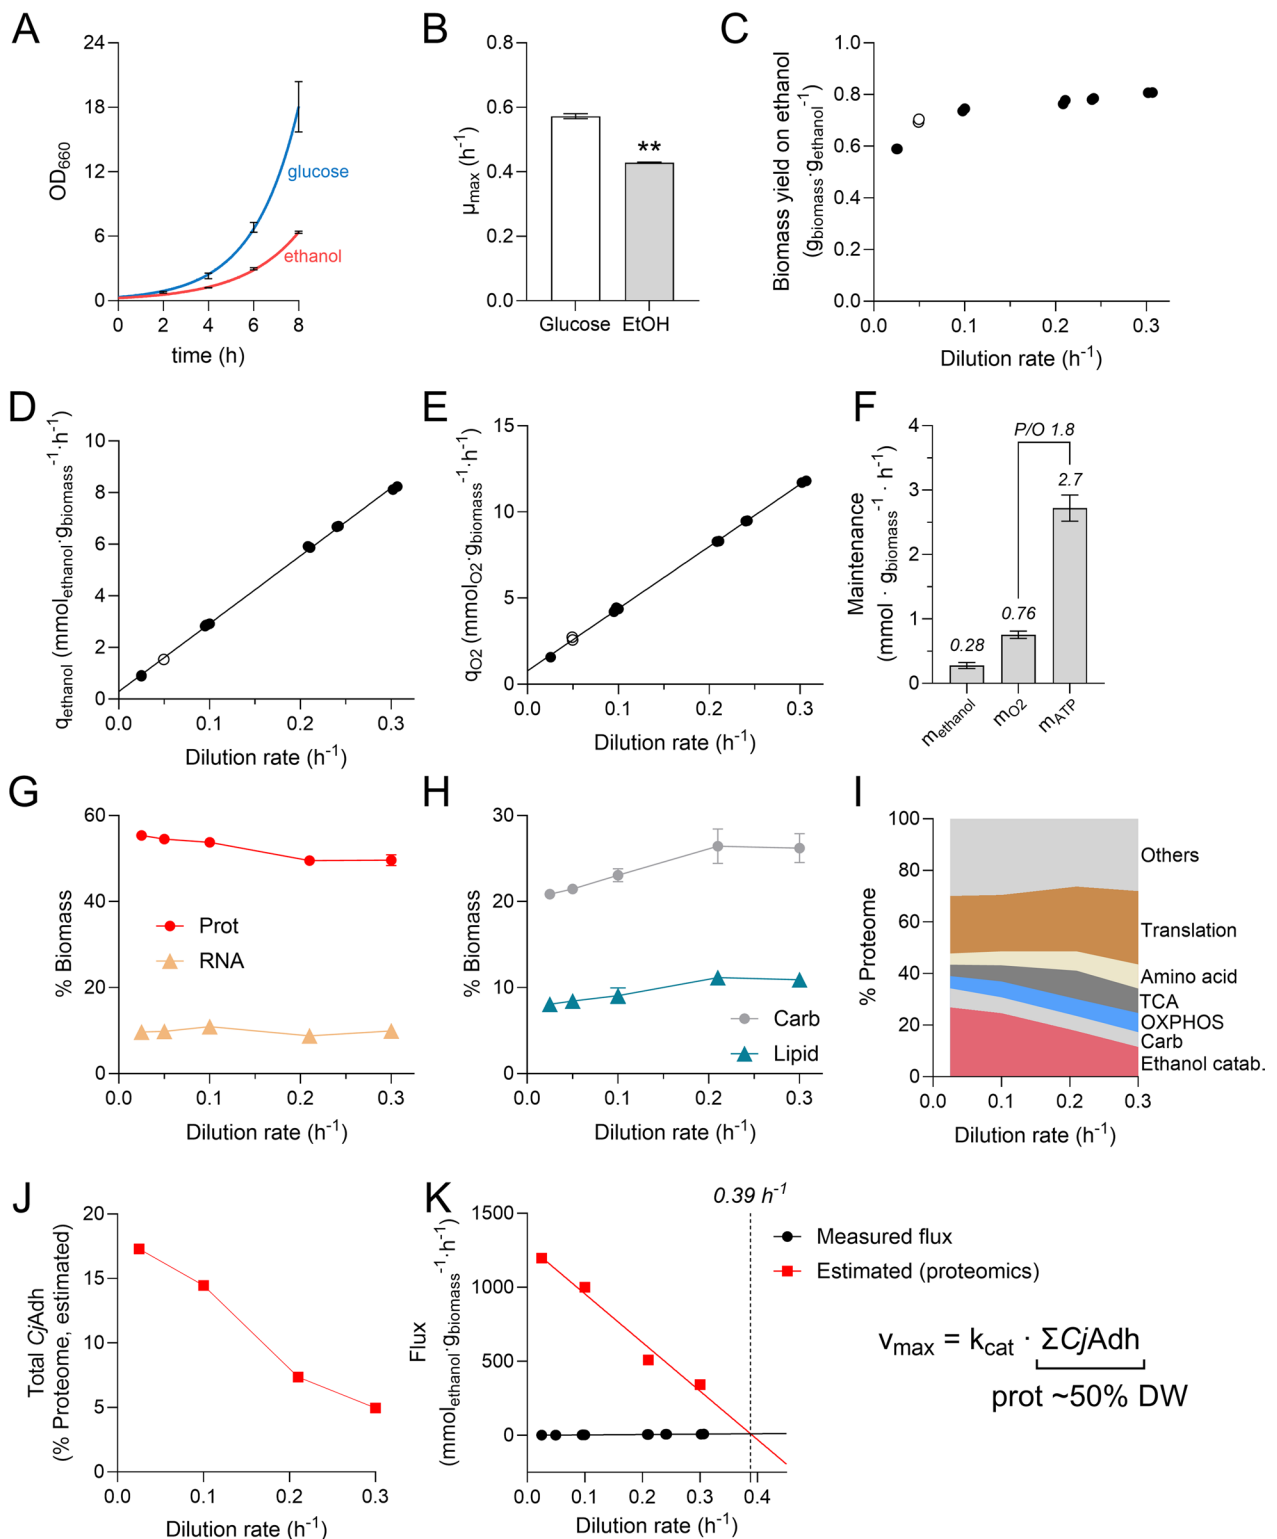 A
OD660
24
18
12
6
0
glucose
ethanol
0 2 4 6 8
time (h)
B
μmax (h-1)
0.8
0.6
0.4
0.2
0.0
**
Glucose EtOH
C
Biomass yield on ethanol
(gbiomass·gethanol-1)
1.0
0.8
0.6
0.4
0.2
0.0
0.0 0.1 0.2 0.3
Dilution rate (h-1)
D
qethanol (mmolethanol·gbiomass-1·h-1)
10
8
6
4
2
0
0.0 0.1 0.2 0.3
Dilution rate (h-1)
E
qO2 (mmolO2·gbiomass-1·h-1)
15
10
5
0
0.0 0.1 0.2 0.3
Dilution rate (h-1)
F
Maintenance
(mmol · gbiomass-1 · h-1)
4
3
2
1
0
P/O 1.8
2.7
0.76
0.28
methanol
mO2
mATP
G
% Biomass
60
40
20
0
Prot
RNA
0.0 0.1 0.2 0.3
Dilution rate (h-1)
H
% Biomass
30
20
10
0
Carb
Lipid
0.0 0.1 0.2 0.3
Dilution rate (h-1)
I
% Proteome
100
80
60
40
20
0
Others
Translation
Amino acid
TCA
OXPHOS
Carb
Ethanol catab.
0.0 0.1 0.2 0.3
Dilution rate (h-1)
J
Total CjAdh
(% Proteome, estimated)
20
15
10
5
0
0.0 0.1 0.2 0.3
Dilution rate (h-1)
K
Flux
(mmolethanol·gbiomass-1·h-1)
1500
1000
500
0
0.39 h-1
0.0 0.1 0.2 0.3 0.4
Dilution rate (h-1)
Measured flux
Estimated (proteomics)
vmax = kcat · ΣCjAdh
prot ~50% DW